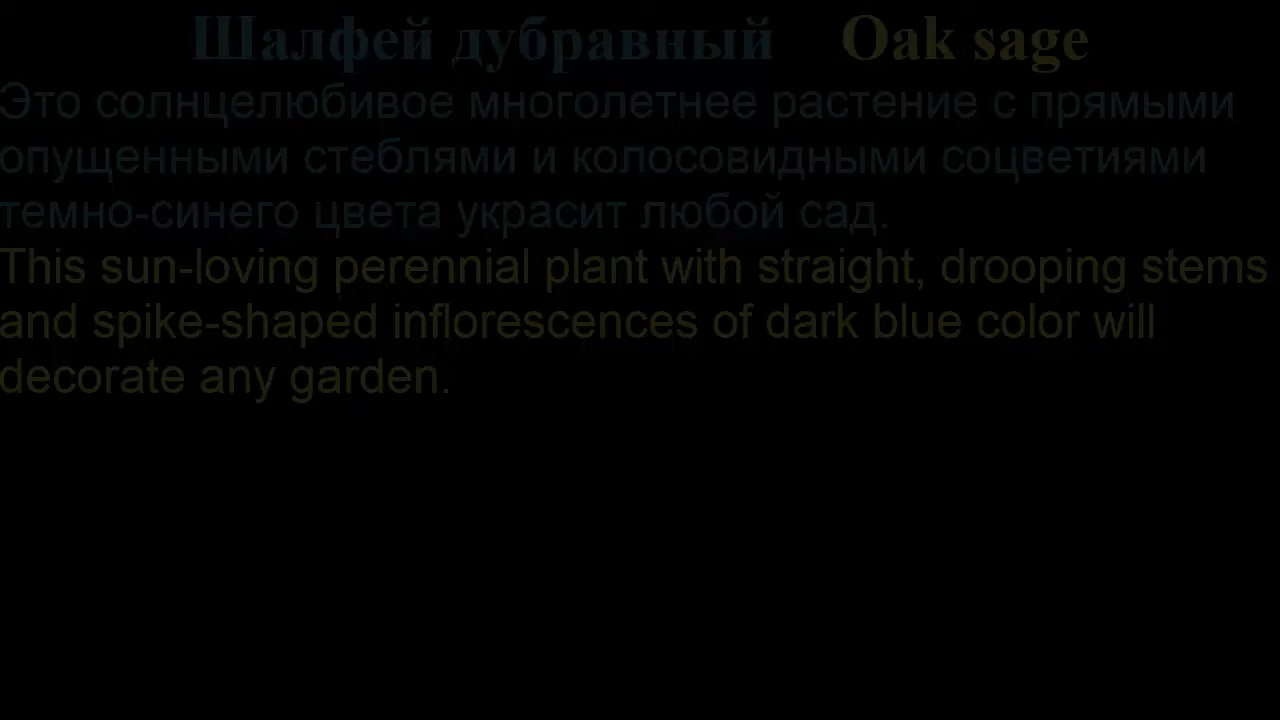 Шалфей дубравный Oak sage
Это солнцелюбивое многолетнее растение с прямыми
опущенными стеблями и колосовидными соцветиями
темно-синего цвета украсит любой сад.
This sun-loving perennial plant with straight, drooping stems
and spike-shaped inflorescences of dark blue color will
decorate any garden.